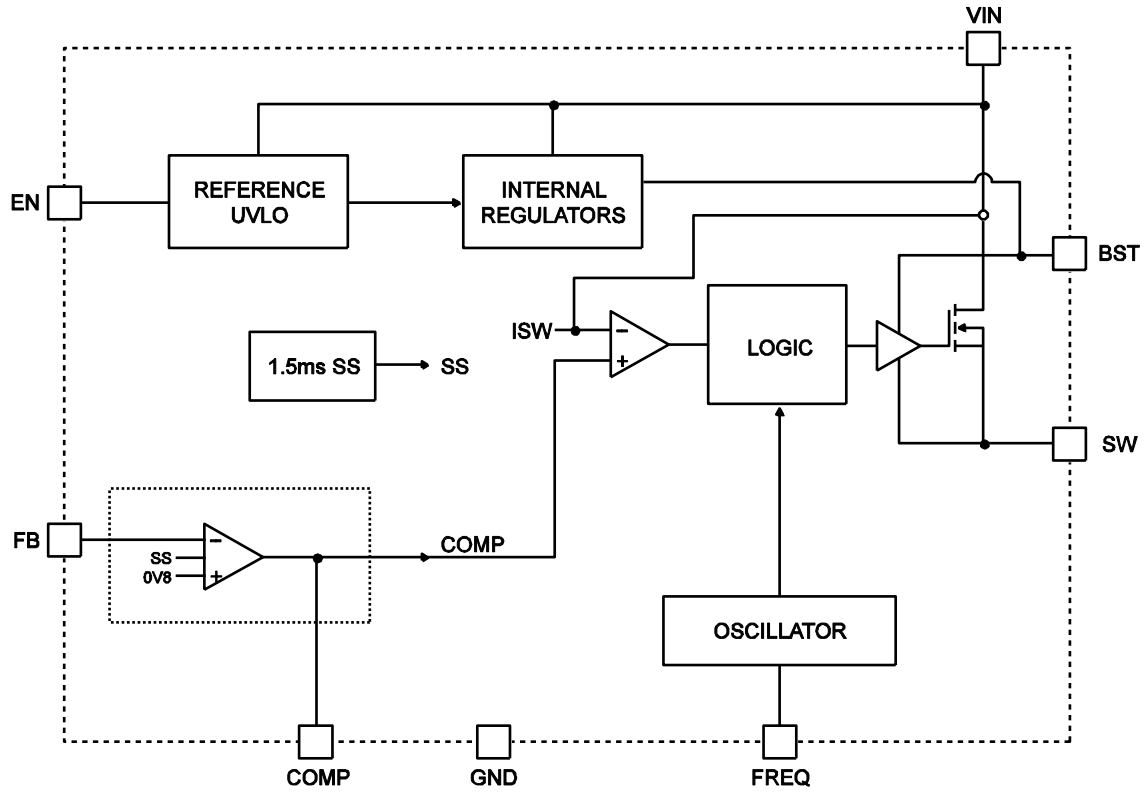 VIN
EN
REFERENCE
UVLO
INTERNAL
REGULATORS
BST
ISW
−
+
LOGIC
1.5ms SS
SS
SW
FB
−
SS
0V8
+
COMP
OSCILLATOR
COMP
GND
FREQ